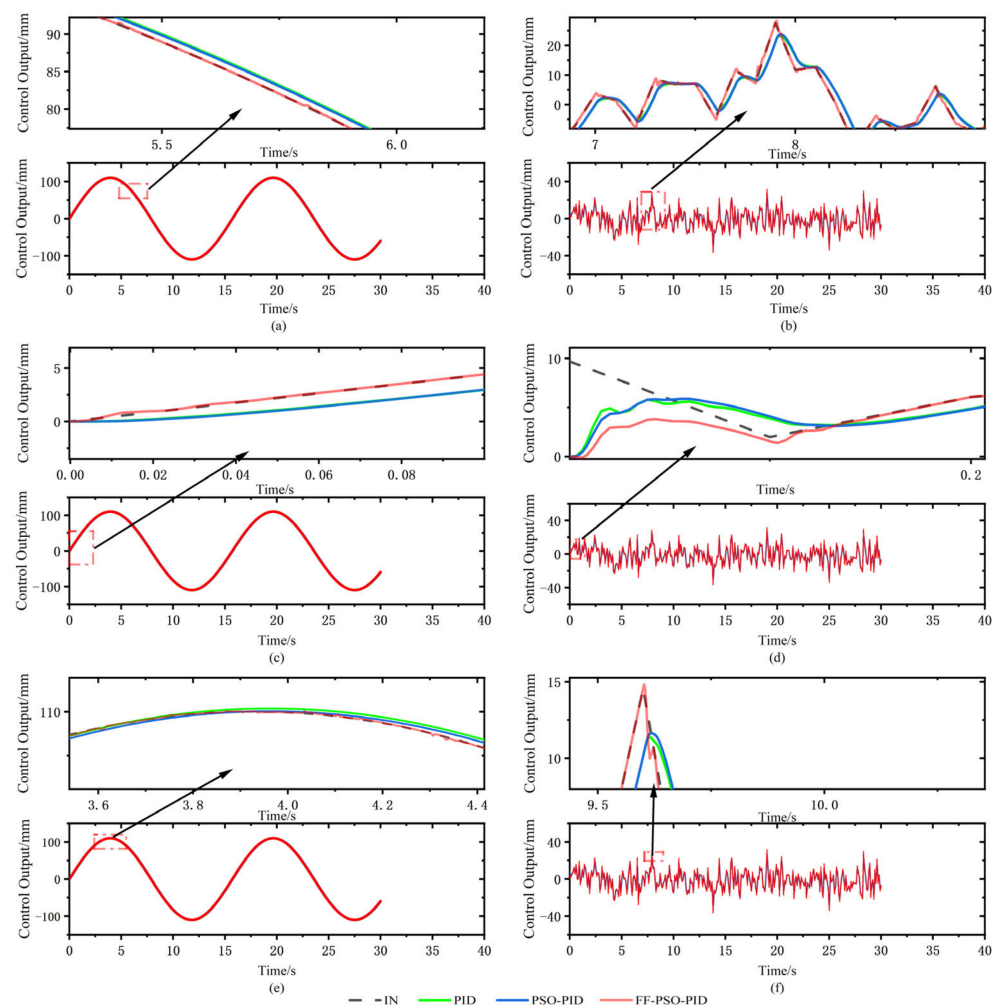 Control Output/mm
90
85
80
5.5
6.0
Time/s
Control Output/mm
100
0
-100
0 5 10 15 20 25 30 35 40
Time/s
(a)
Control Output/mm
20
10
0
7
8
Time/s
Control Output/mm
40
0
-40
0 5 10 15 20 25 30 35 40
Time/s
(b)
Control Output/mm
5
0
0.00 0.02 0.04 0.06 0.08
Time/s
Control Output/mm
100
0
-100
0 5 10 15 20 25 30 35 40
Time/s
(c)
Control Output/mm
10
5
0
0.2
Time/s
Control Output/mm
60
40
20
0
-20
-40
0 5 10 15 20 25 30 35 40
Time/s
(d)
Control Output/mm
110
3.6 3.8 4.0 4.2 4.4
Time/s
Control Output/mm
100
0
-100
0 5 10 15 20 25 30 35 40
Time/s
(e)
Control Output/mm
15
10
9.5
10.0
Time/s
Control Output/mm
40
0
-40
0 5 10 15 20 25 30 35 40
Time/s
(f)
IN PID PSO-PID FF-PSO-PID